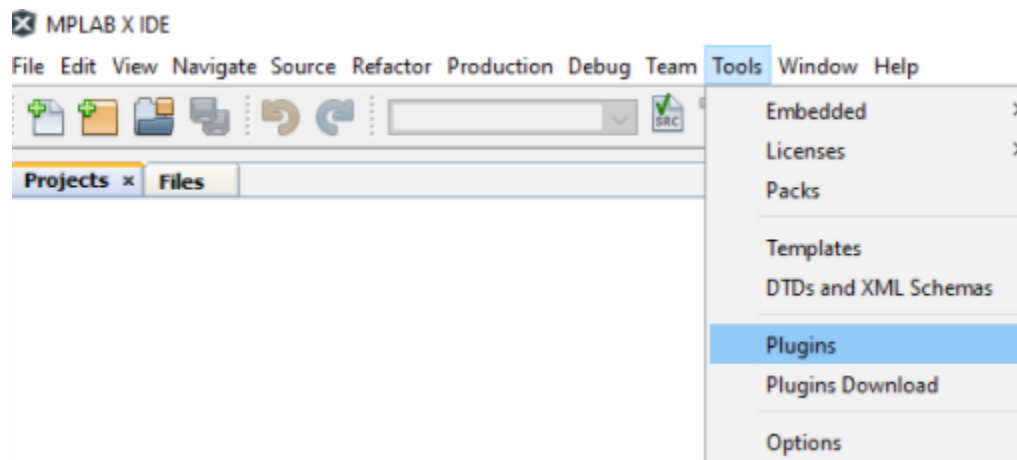 MPLAB X IDE
File Edit View Navigate Source Refactor Production Debug Team Tools Window Help
SRC
Embedded
Licenses
Projects × Files
Packs
Templates
DTDs and XML Schemas
Plugins
Plugins Download
Options